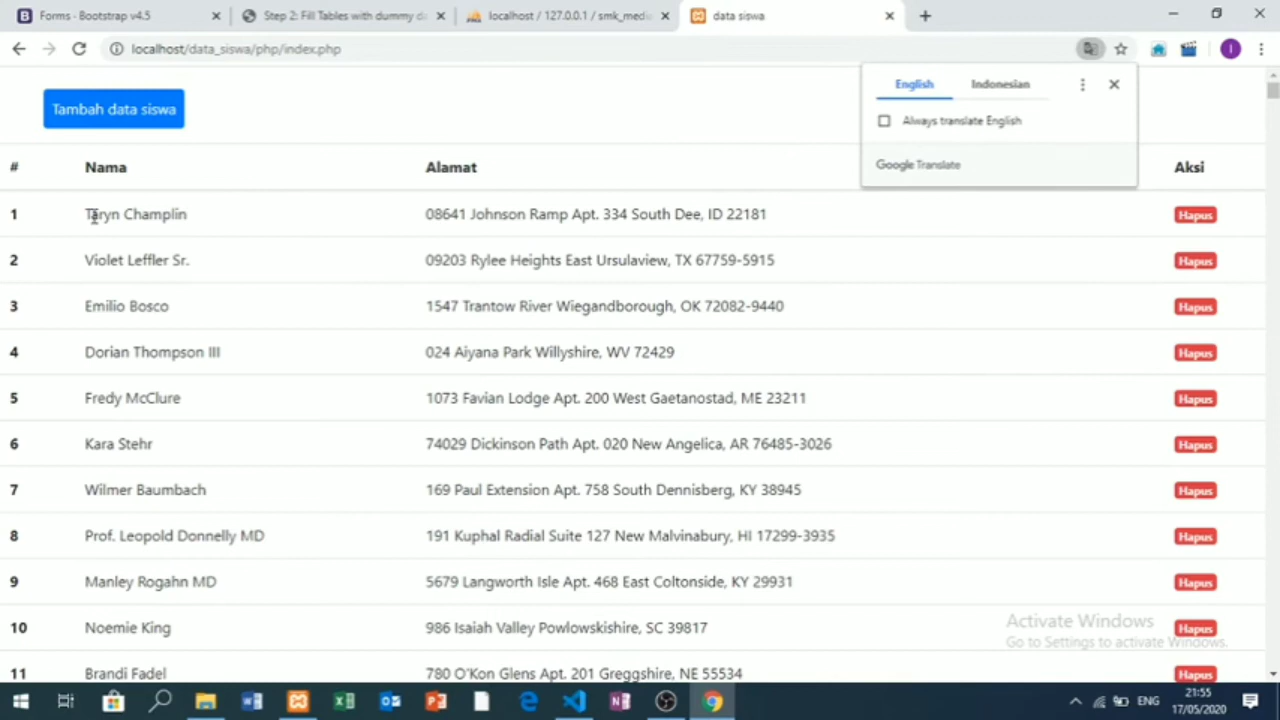 Forms - Bootstrap v4.5
Step 2: Fill Tables with dummy d
localhost / 127.0.0.1 / smk_medi
data siswa
localhost/data_siswa/php/index.php
I
English Indonesian
Always translate English
Google Translate
Tambah data siswa
# Nama Alamat Aksi
1 Taryn Champlin 08641 Johnson Ramp Apt. 334 South Dee, ID 22181 Hapus
2 Violet Leffler Sr. 09203 Rylee Heights East Ursulaview, TX 67759-5915 Hapus
3 Emilio Bosco 1547 Trantow River Wiegandborough, OK 72082-9440 Hapus
4 Dorian Thompson III 024 Aiyana Park Willyshire, WV 72429 Hapus
5 Fredy McClure 1073 Favian Lodge Apt. 200 West Gaetanostad, ME 23211 Hapus
6 Kara Stehr 74029 Dickinson Path Apt. 020 New Angelica, AR 76485-3026 Hapus
7 Wilmer Baumbach 169 Paul Extension Apt. 758 South Dennisberg, KY 38945 Hapus
8 Prof. Leopold Donnelly MD 191 Kuphal Radial Suite 127 New Malvinabury, HI 17299-3935 Hapus
9 Manley Rogahn MD 5679 Langworth Isle Apt. 468 East Coltonside, KY 29931 Hapus
10 Noemie King 986 Isaiah Valley Powlowskishire, SC 39817 Hapus
11 Brandi Fadel 780 O'Kon Glens Apt. 201 Greggshire, NE 55534 Hapus
Activate Windows
Go to Settings to activate Windows.
ENG
21:55
17/05/2020